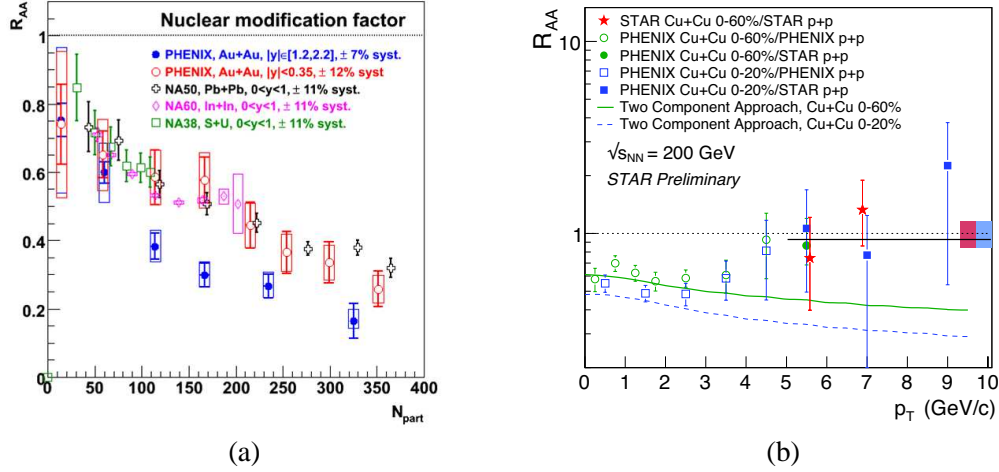 Nuclear modification factor
PHENIX, Au+Au, |y|∈[1.2,2.2], ± 7% syst.
PHENIX, Au+Au, |y|<0.35, ± 12% syst
NA50, Pb+Pb, 0<y<1, ± 11% syst.
NA60, In+In, 0<y<1, ± 11% syst.
NA38, S+U, 0<y<1, ± 11% syst.
R_AA
1
0.8
0.6
0.4
0.2
0
0 50 100 150 200 250 300 350 400
N_part
(a)
STAR Cu+Cu 0-60%/STAR p+p
PHENIX Cu+Cu 0-60%/PHENIX p+p
PHENIX Cu+Cu 0-60%/STAR p+p
PHENIX Cu+Cu 0-20%/PHENIX p+p
PHENIX Cu+Cu 0-20%/STAR p+p
Two Component Approach, Cu+Cu 0-60%
Two Component Approach, Cu+Cu 0-20%
√s_NN = 200 GeV
STAR Preliminary
R_AA
10
1
0 1 2 3 4 5 6 7 8 9 10
p_T (GeV/c)
(b)